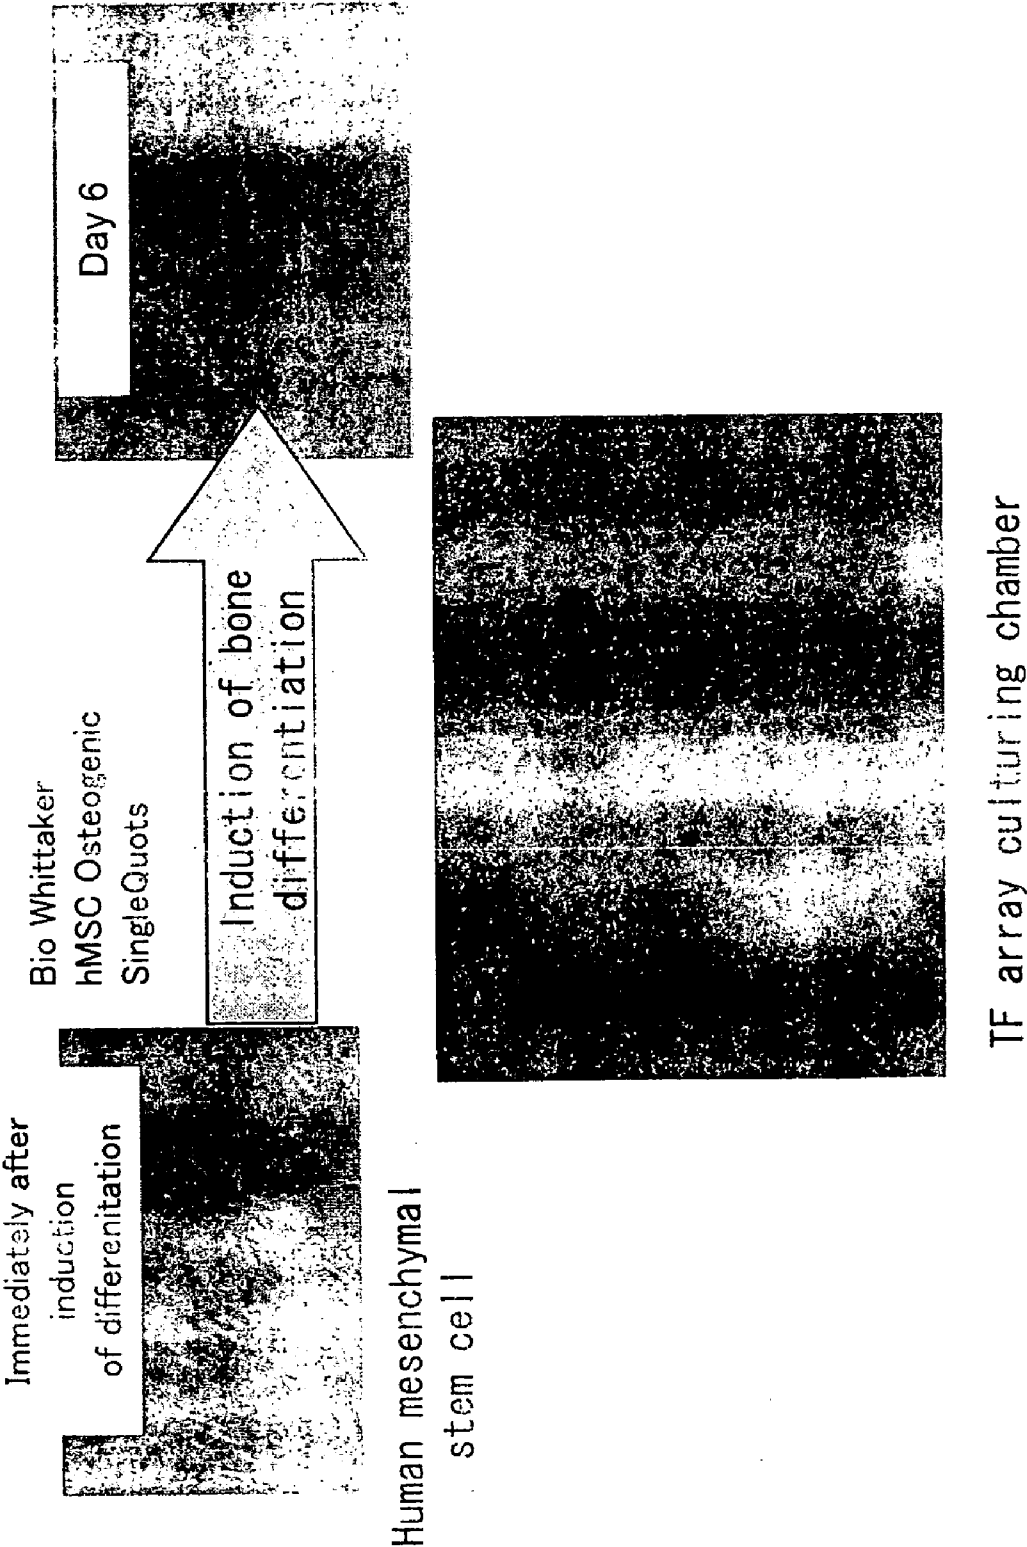 Immediately after
induction
of differenitation
Bio Whittaker
hMSC Osteogenic
SingleQuots
Day 6
Induction of bone
differentiation
Human mesenchymal
stem cell
TF array culturing chamber